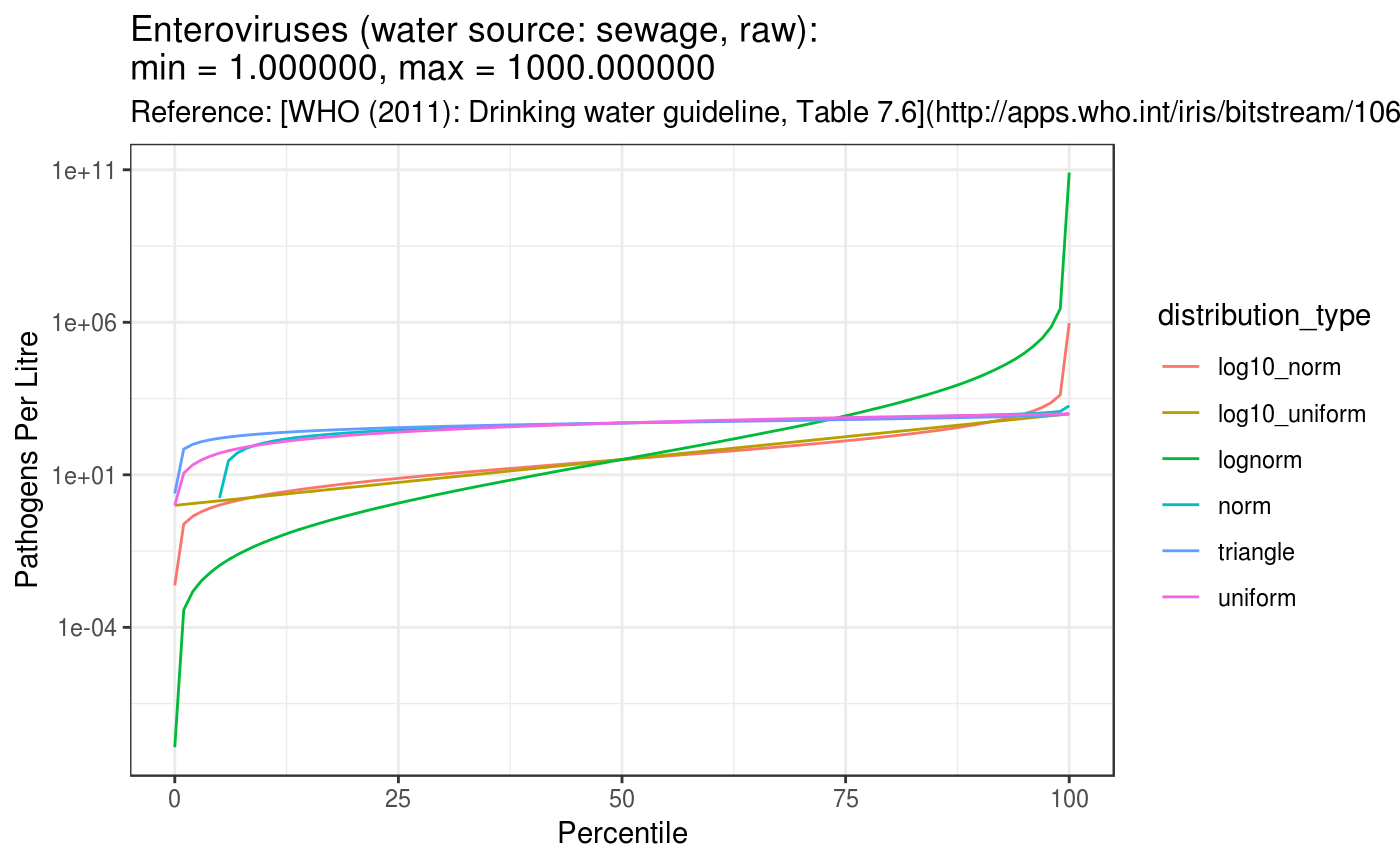 Enteroviruses (water source: sewage, raw):
min = 1.000000, max = 1000.000000
Reference: [WHO (2011): Drinking water guideline, Table 7.6](http://apps.who.int/iris/bitstream/106
Pathogens Per Litre
1e+11
1e+06
1e+01
1e-04
0 25 50 75 100
Percentile
distribution_type
log10_norm
log10_uniform
lognorm
norm
triangle
uniform